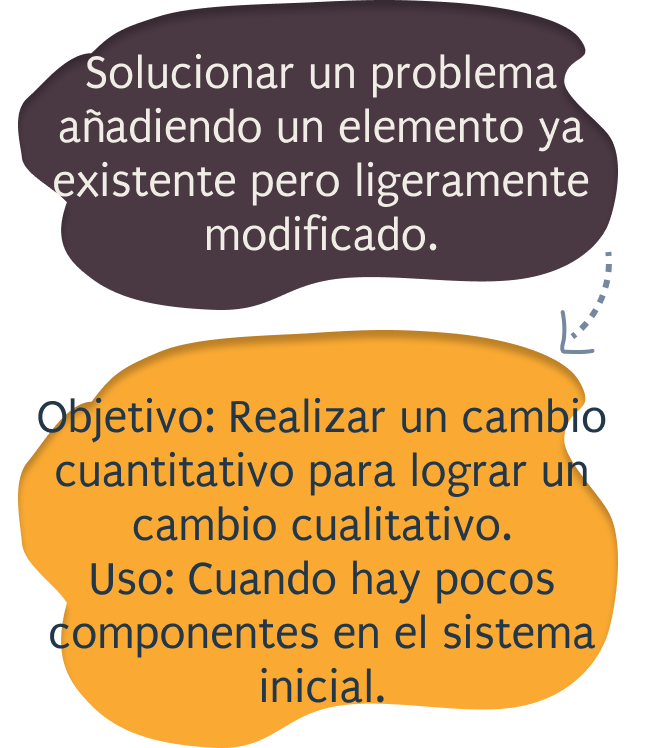 Solucionar un problema
añadiendo un elemento ya
existente pero ligeramente
modificado.
Objetivo: Realizar un cambio
cuantitativo para lograr un
cambio cualitativo.
Uso: Cuando hay pocos
componentes en el sistema
inicial.